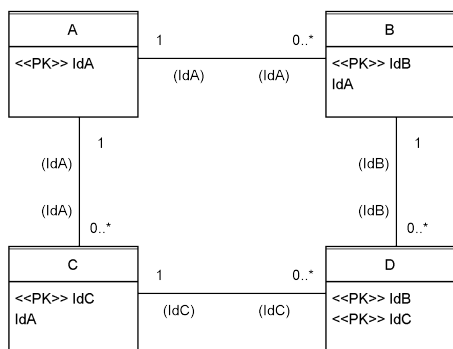 A
<<PK>> IdA
1
0..*
(IdA)
(IdA)
B
<<PK>> IdB
IdA
1
(IdA)
(IdA)
0..*
1
(IdB)
(IdB)
0..*
C
<<PK>> IdC
IdA
1
0..*
(IdC)
(IdC)
D
<<PK>> IdB
<<PK>> IdC